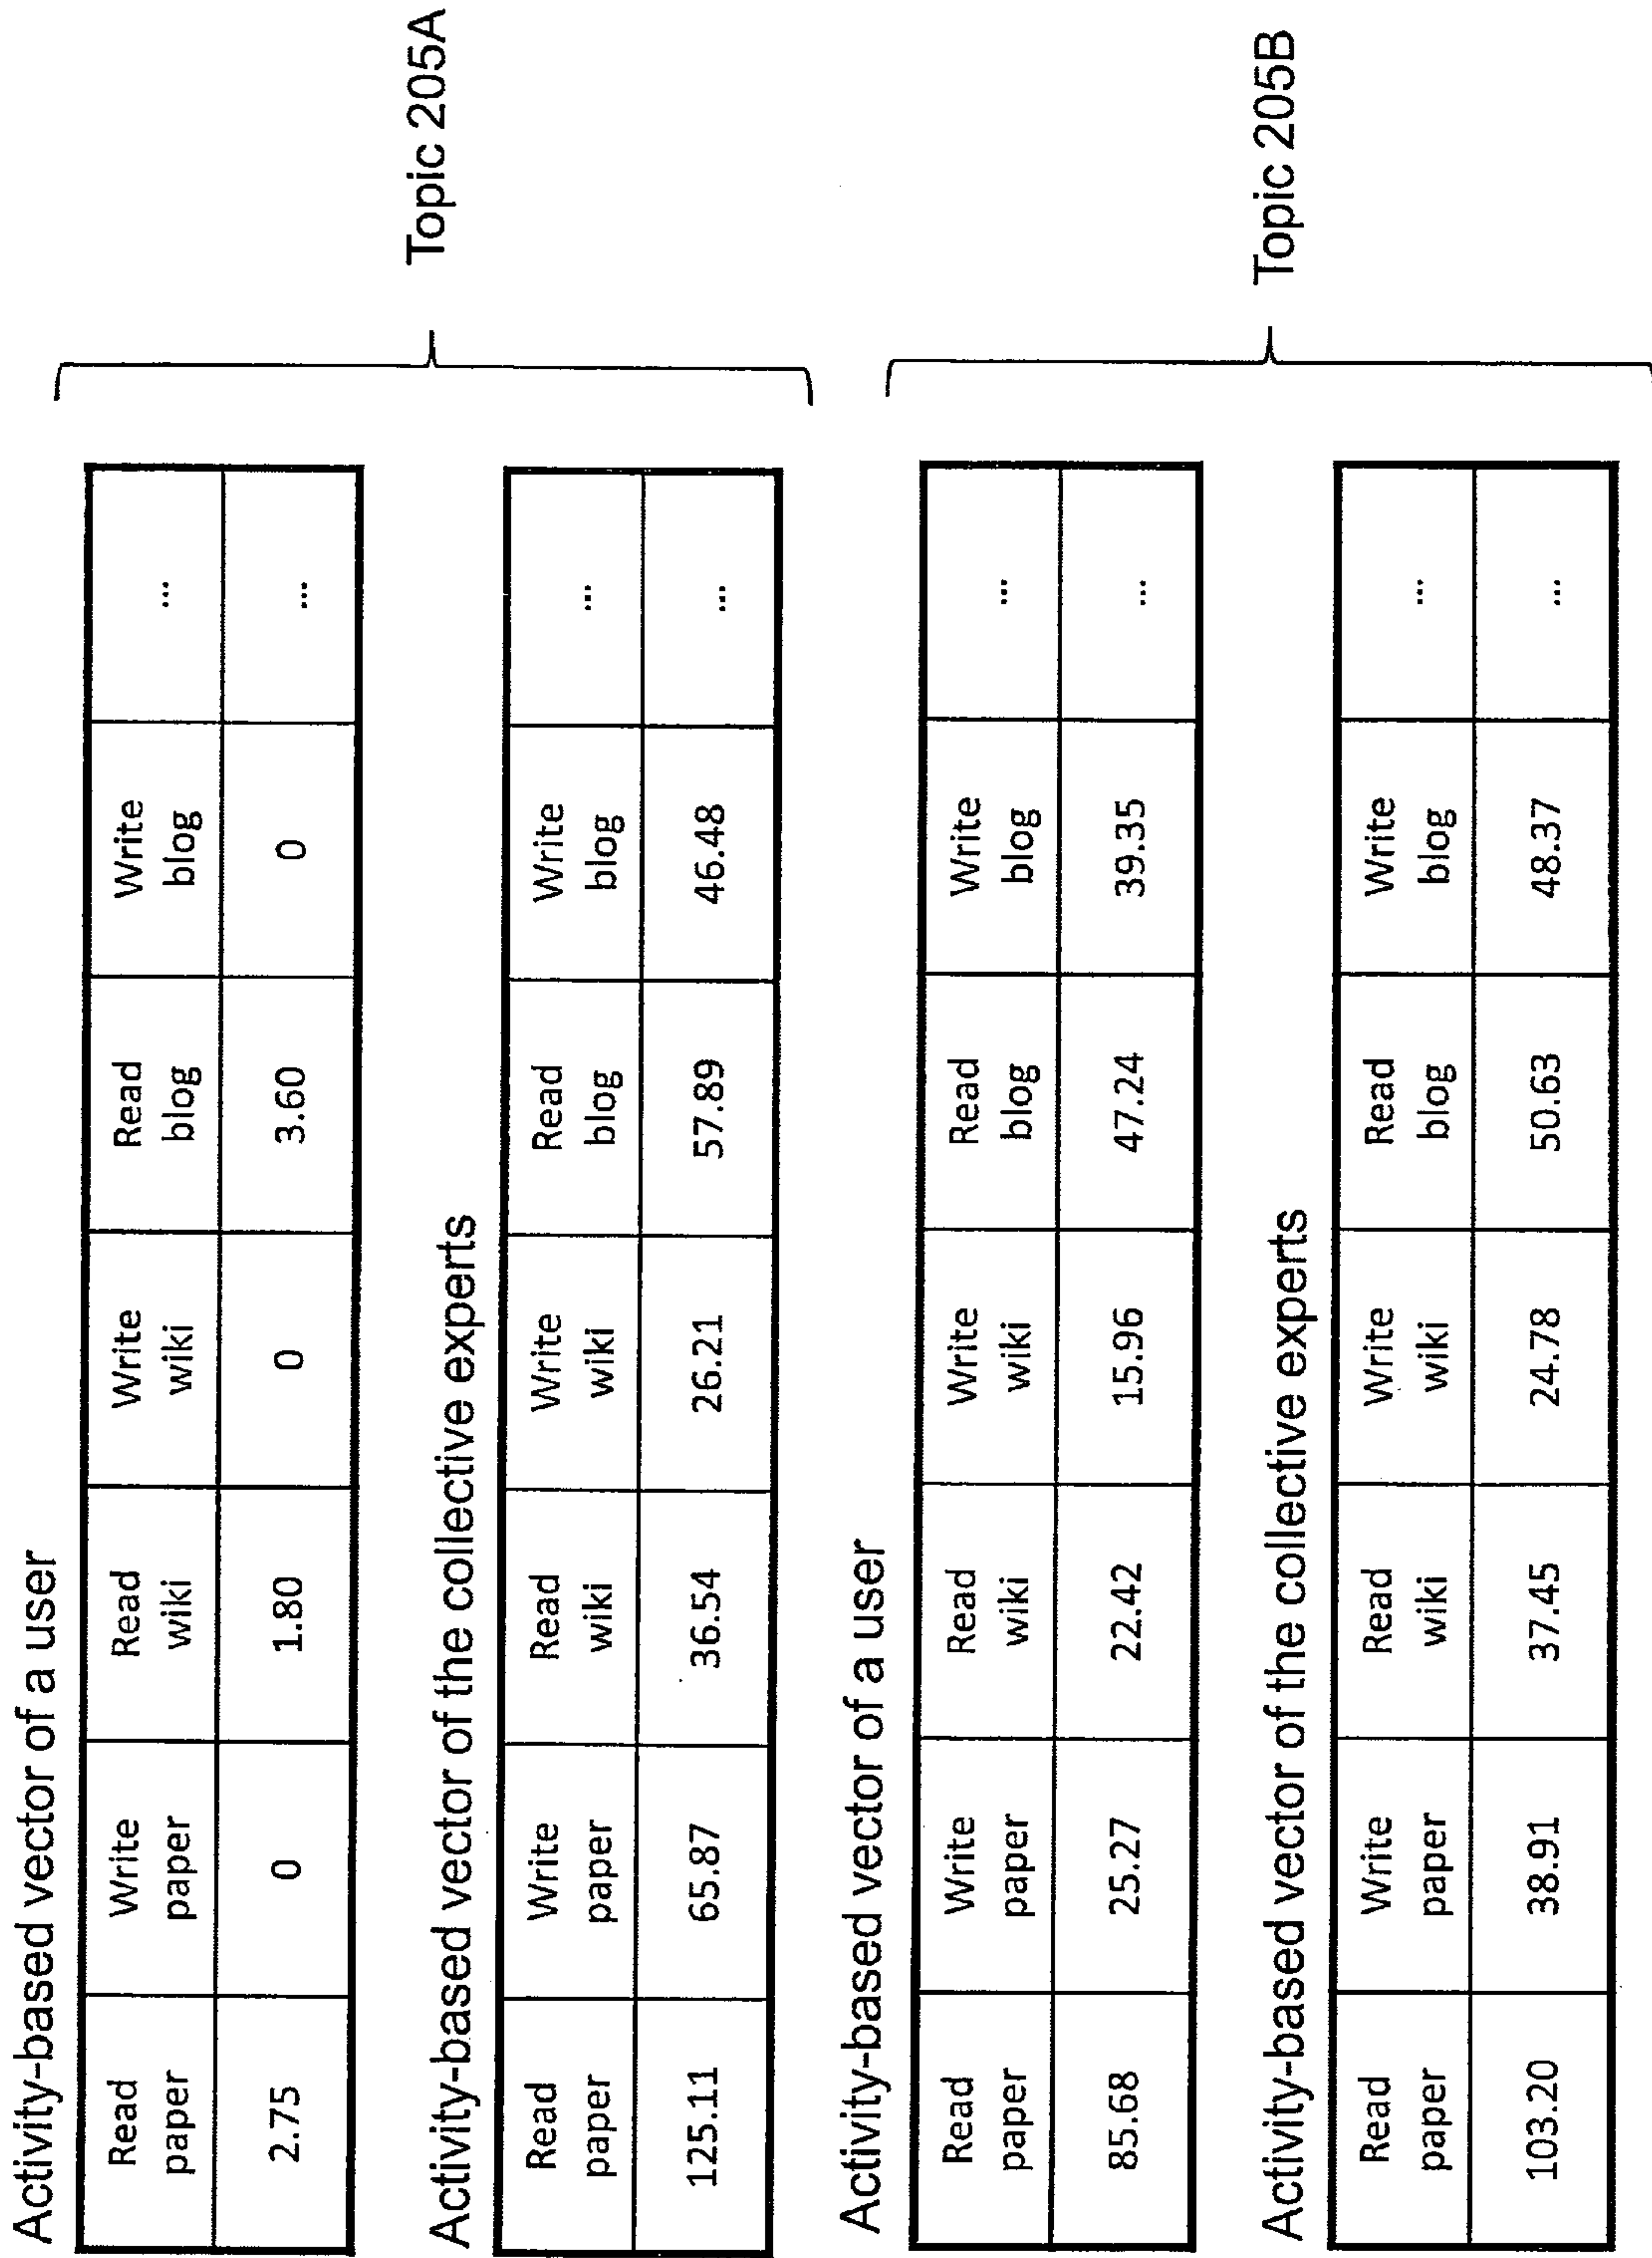 Activity-based vector of a user
Read paper Write paper Read wiki Write wiki Read blog Write blog ...
2.75 0 1.80 0 3.60 0 ...
Activity-based vector of the collective experts
Read paper Write paper Read wiki Write wiki Read blog Write blog ...
125.11 65.87 36.54 26.21 57.89 46.48 ...
Topic 205A
Activity-based vector of a user
Read paper Write paper Read wiki Write wiki Read blog Write blog ...
85.68 25.27 22.42 15.96 47.24 39.35 ...
Activity-based vector of the collective experts
Read paper Write paper Read wiki Write wiki Read blog Write blog ...
103.20 38.91 37.45 24.78 50.63 48.37 ...
Topic 205B